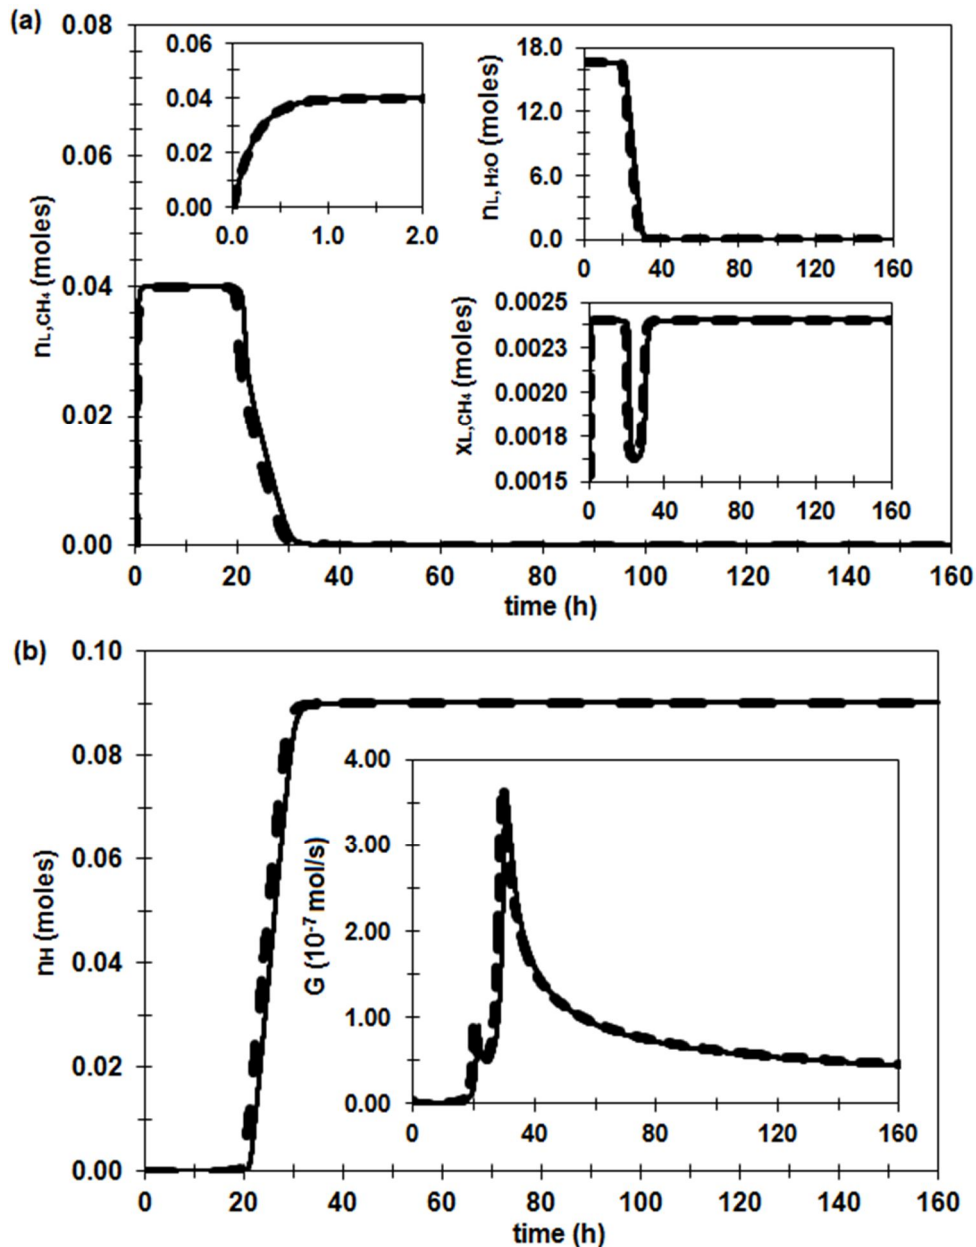 (a)
0.08
0.06
0.04
0.02
0.00
nL,CH4 (moles)
0 20 40 60 80 100 120 140 160
time (h)
0.06
0.04
0.02
0.00
0.0 1.0 2.0
18.0
12.0
6.0
0.0
nL,H2O (moles)
0 40 80 120 160
0.0025
0.0023
0.0020
0.0018
0.0015
XL,CH4 (moles)
0 40 80 120 160
(b)
0.10
0.08
0.06
0.04
0.02
0.00
nH (moles)
0 20 40 60 80 100 120 140 160
time (h)
4.00
3.00
2.00
1.00
0.00
G (10-7 mol/s)
0 40 80 120 160